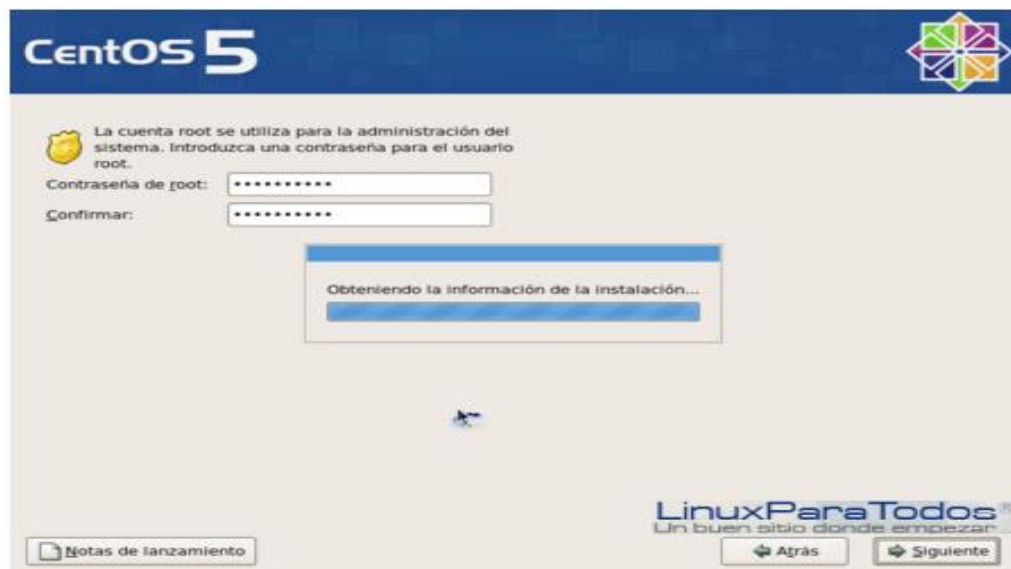 CentOS 5
La cuenta root se utiliza para la administración del
sistema. Introduzca una contraseña para el usuario
root.
Contraseña de root: ••••••••••
Confirmar: ••••••••••
Obteniendo la información de la instalación...
LinuxParaTodos®
Un buen sitio donde empezar
Notas de lanzamiento
Atrás
Siguiente